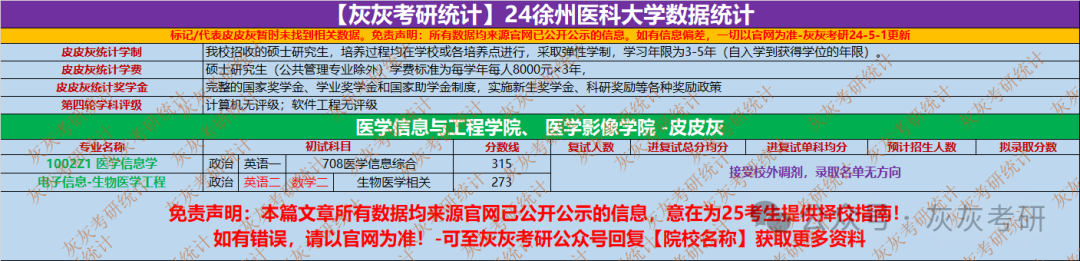 【灰灰考研统计】24徐州医科大学数据统计
标记/代表皮皮灰暂时未找到相关数据。免责声明：所有数据均来源官网已公开公示的信息。如有信息偏差，一切以官网为准-灰灰考研24-5-1更新
皮皮灰统计学制 我校招收的硕士研究生，培养过程均在学校或各培养点进行，采取弹性学制，学习年限为3-5年（自入学到获得学位的年限）。
皮皮灰统计学费 硕士研究生（公共管理专业除外）学费标准为每学年每人8000元×3年，
皮皮灰统计奖学金 完整的国家奖学金、学业奖学金和国家助学金制度，实施新生奖学金、科研奖励等各种奖励政策
第四轮学科评级 计算机无评级；软件工程无评级
医学信息与工程学院、 医学影像学院 -皮皮灰
专业名称 初试科目 分数线 复试人数 进复试总分均分 进复试单科均分 预计招生人数 拟录取分数
1002Z1 医学信息学 政治 英语一 708医学信息综合 315
电子信息-生物医学工程 政治 英语二 数学二 生物医学相关 273
接受校外调剂，录取名单无方向
免责声明：本篇文章所有数据均来源官网已公开公示的信息，意在为25考生提供择校指南！
如有错误，请以官网为准！-可至灰灰考研公众号回复【院校名称】获取更多资料
公众号·灰灰考研
灰灰考研统计